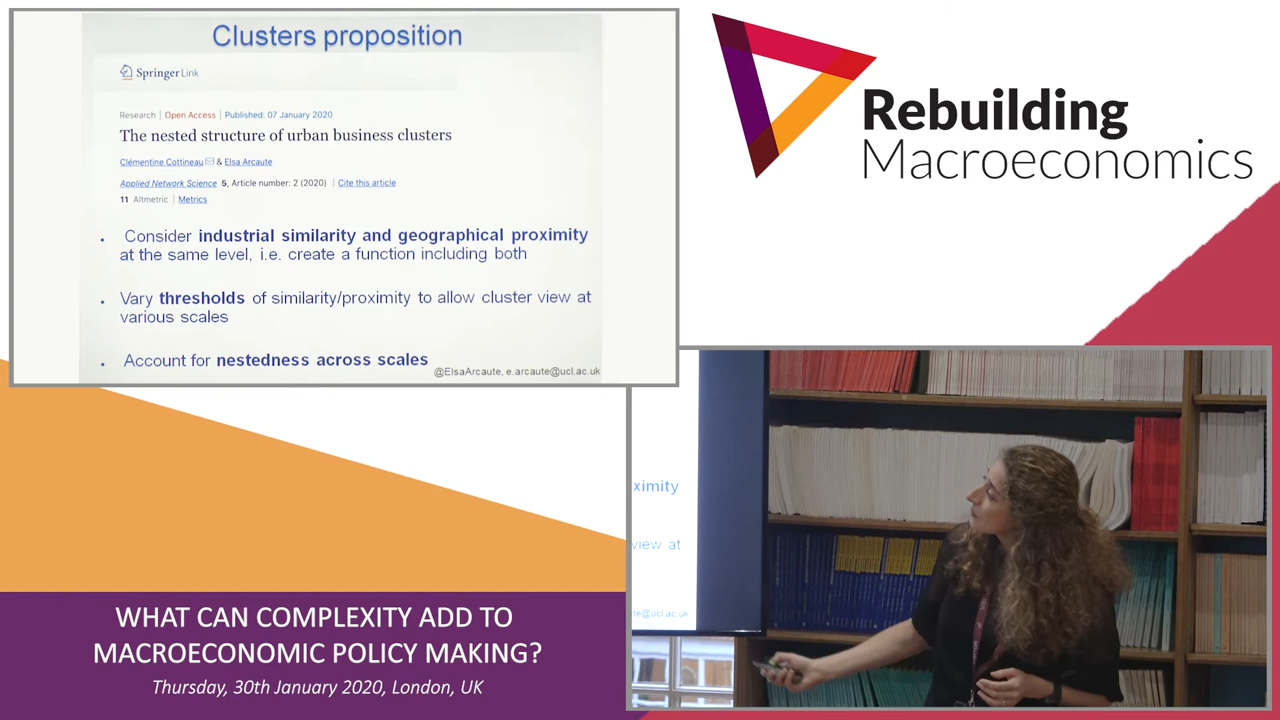 Clusters proposition
Springer Link
Research | Open Access | Published: 07 January 2020
The nested structure of urban business clusters
Clémentine Cottineau & Elsa Arcaute
Applied Network Science 5, Article number: 2 (2020) | Cite this article
11 Altmetric | Metrics
• Consider industrial similarity and geographical proximity
at the same level, i.e. create a function including both
• Vary thresholds of similarity/proximity to allow cluster view at
various scales
• Account for nestedness across scales
@ElsaArcaute, e.arcaute@ucl.ac.uk
Rebuilding
Macroeconomics
ximity
view at
te@ucl.ac.uk
WHAT CAN COMPLEXITY ADD TO
MACROECONOMIC POLICY MAKING?
Thursday, 30th January 2020, London, UK